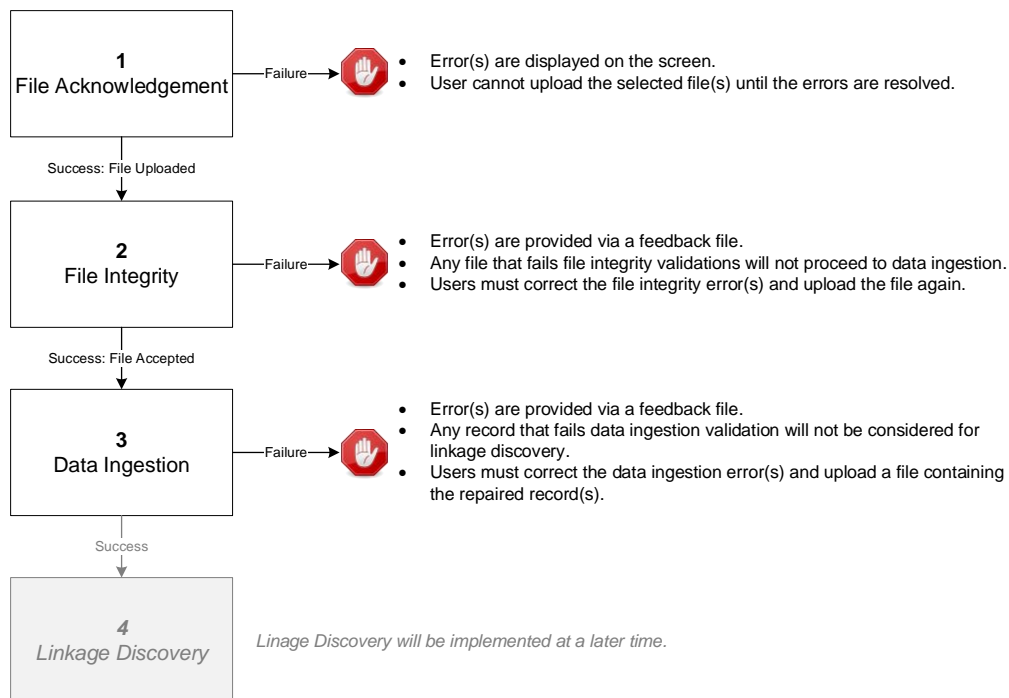 1
File Acknowledgement
Failure
• Error(s) are displayed on the screen.
• User cannot upload the selected file(s) until the errors are resolved.
Success: File Uploaded
2
File Integrity
Failure
• Error(s) are provided via a feedback file.
• Any file that fails file integrity validations will not proceed to data ingestion.
• Users must correct the file integrity error(s) and upload the file again.
Success: File Accepted
3
Data Ingestion
Failure
• Error(s) are provided via a feedback file.
• Any record that fails data ingestion validation will not be considered for
linkage discovery.
• Users must correct the data ingestion error(s) and upload a file containing
the repaired record(s).
Success
4
Linkage Discovery
Linage Discovery will be implemented at a later time.